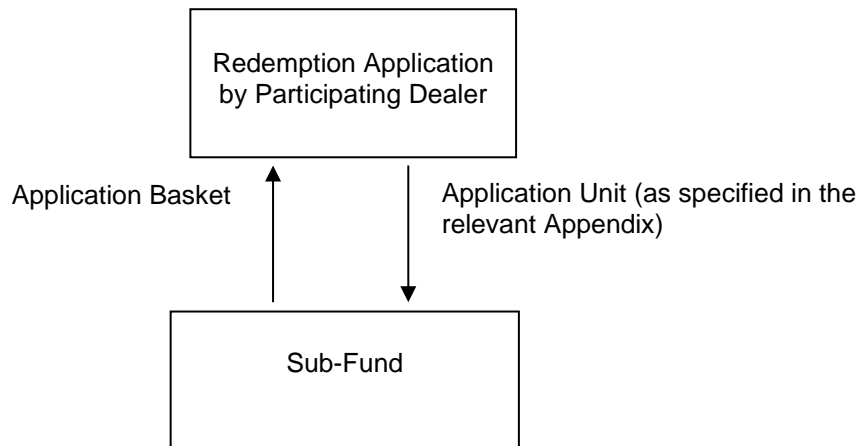 Redemption Application
by Participating Dealer
Application Basket
Application Unit (as specified in the
relevant Appendix)
Sub-Fund